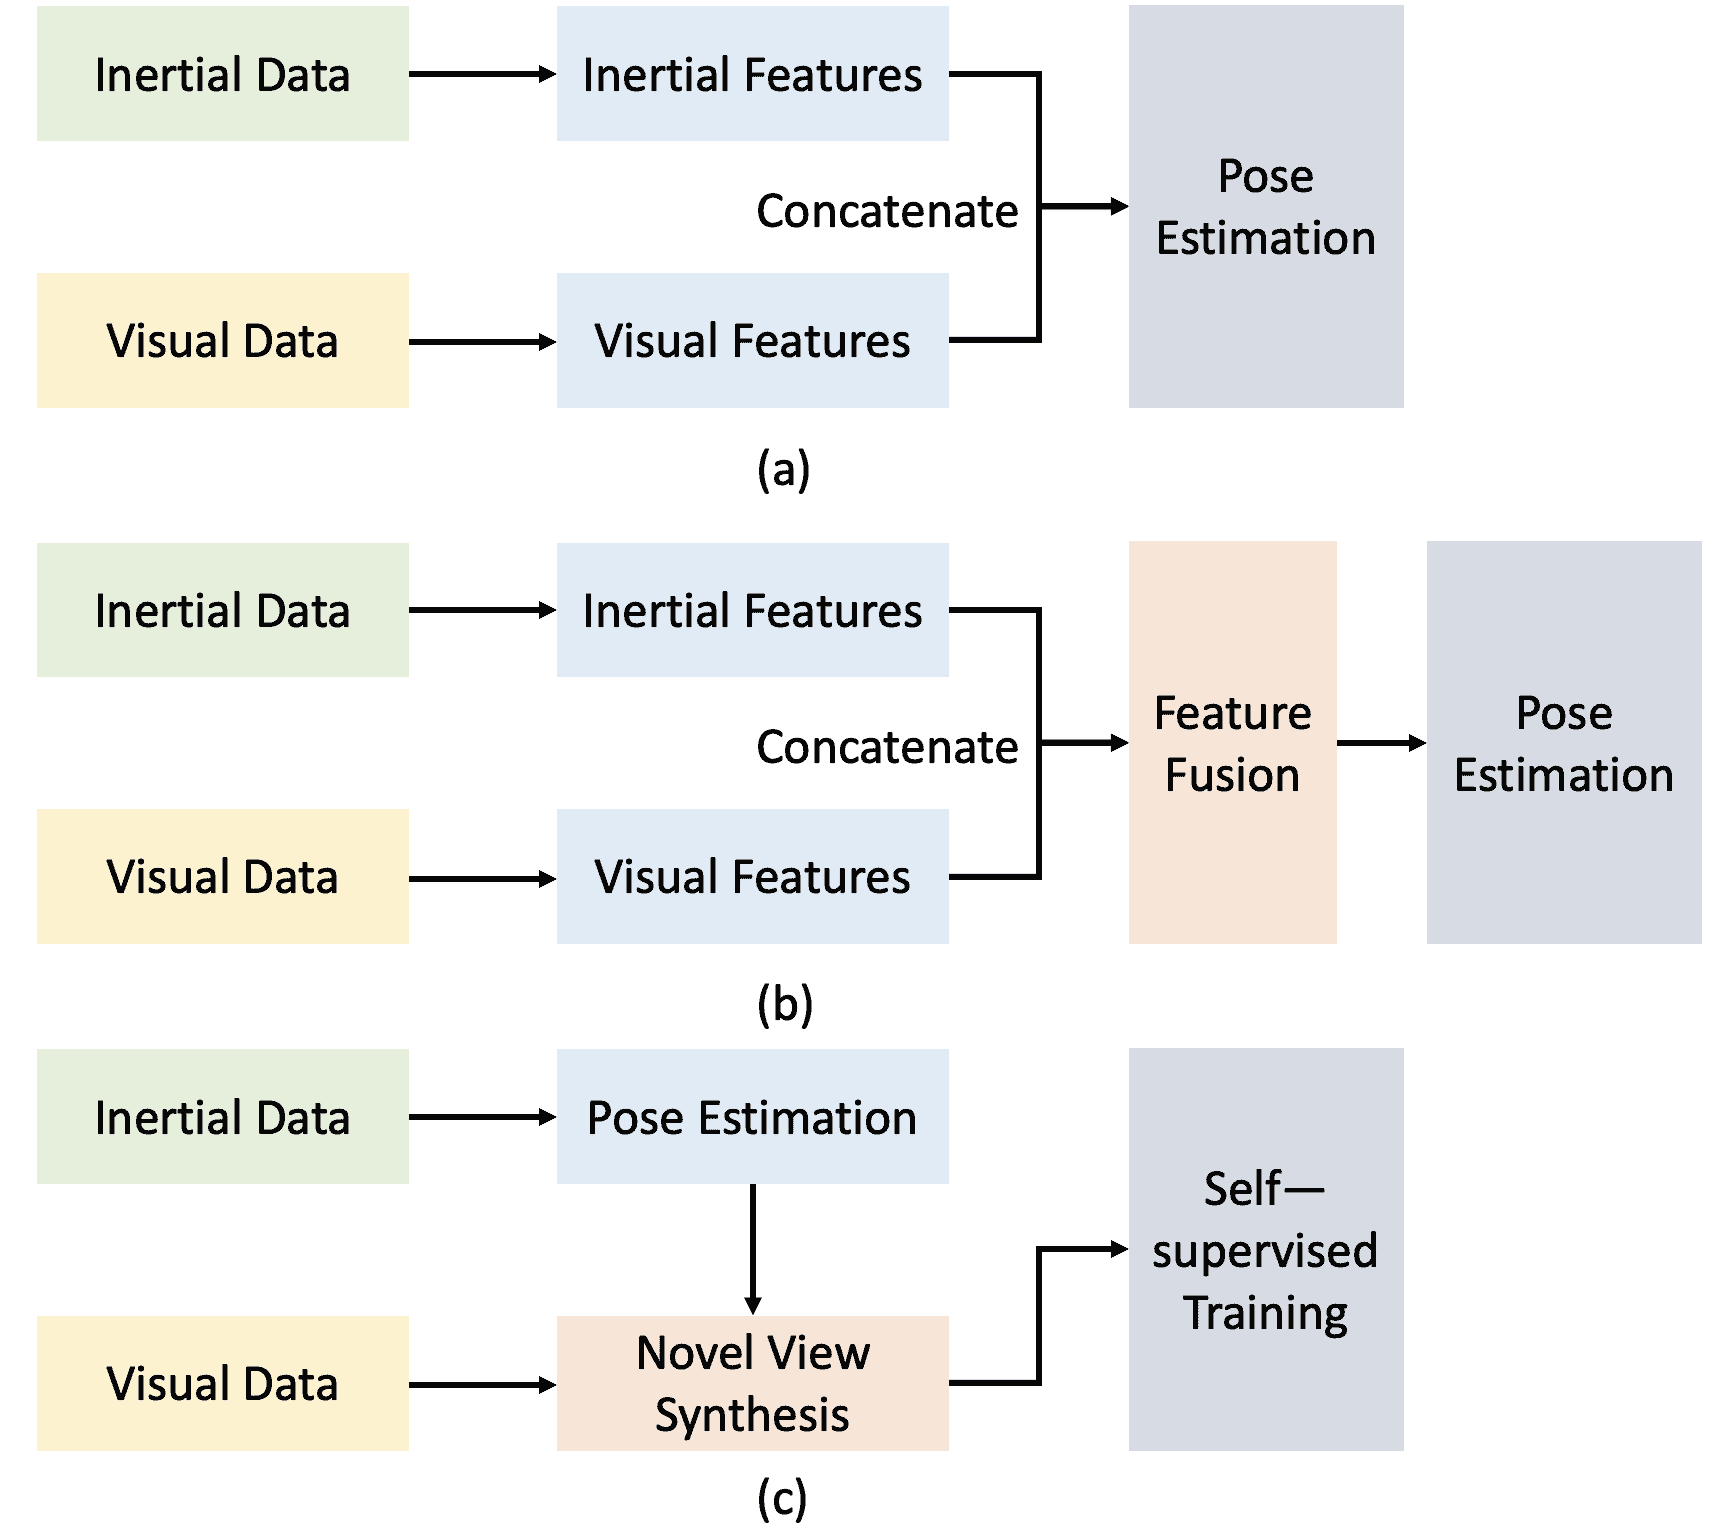 Inertial Data
Inertial Features
Concatenate
Pose
Estimation
Visual Data
Visual Features
(a)
Inertial Data
Inertial Features
Concatenate
Feature
Fusion
Pose
Estimation
Visual Data
Visual Features
(b)
Inertial Data
Pose Estimation
Self—
supervised
Training
Visual Data
Novel View
Synthesis
(c)